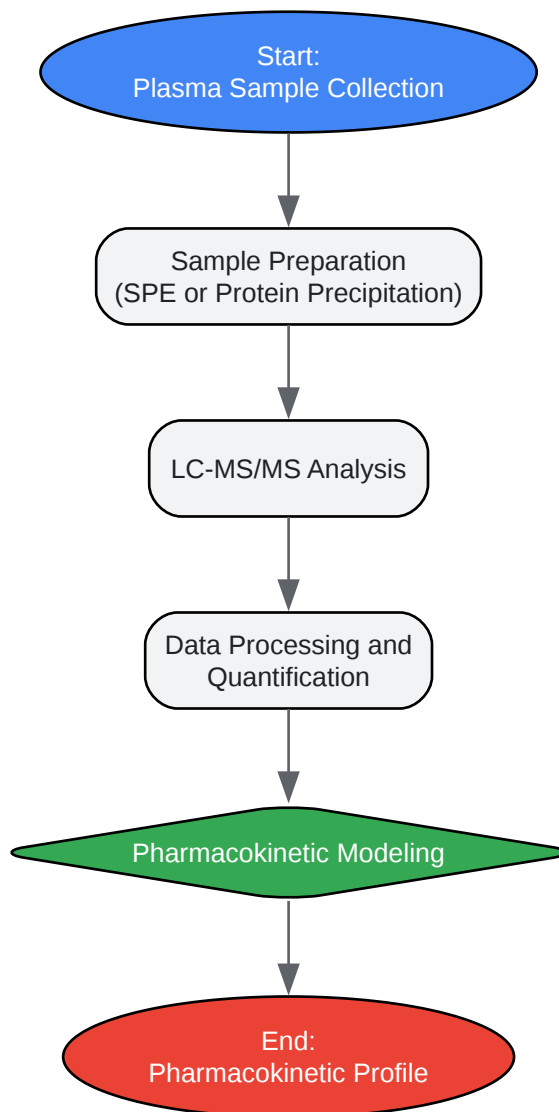 Start:
Plasma Sample Collection
Sample Preparation
(SPE or Protein Precipitation)
LC-MS/MS Analysis
Data Processing and
Quantification
Pharmacokinetic Modeling
End:
Pharmacokinetic Profile